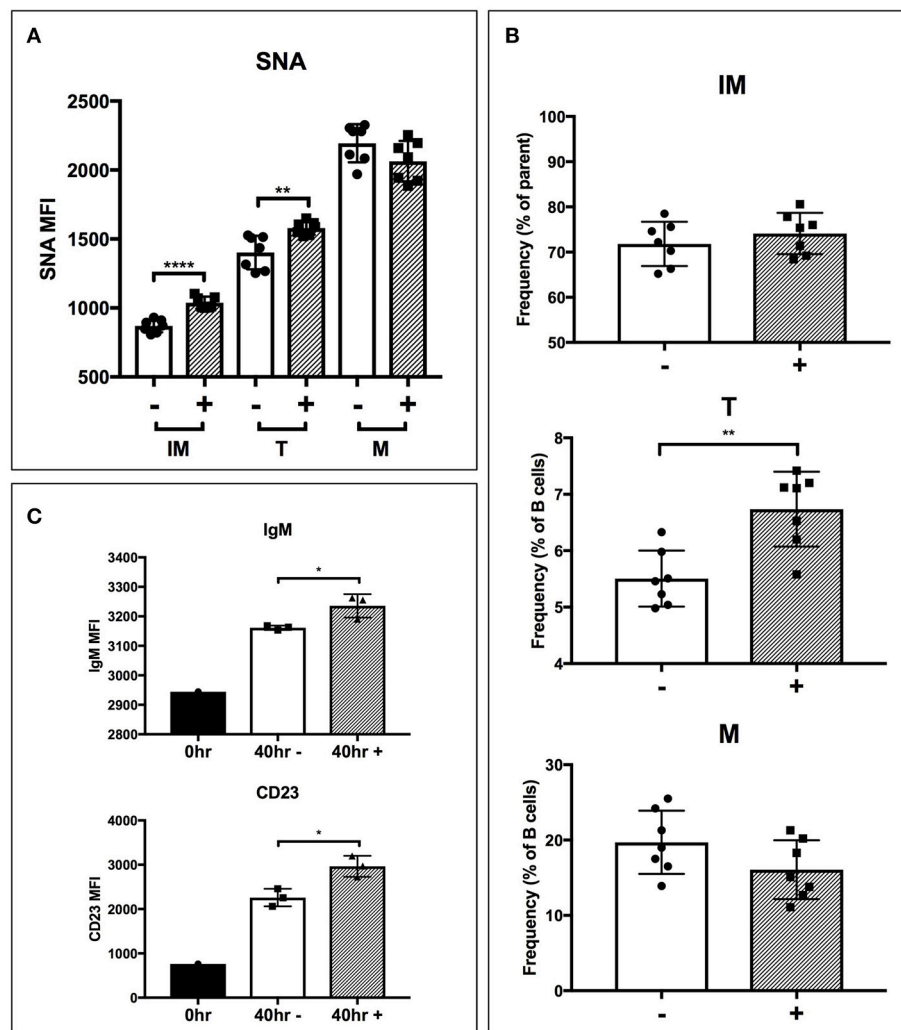 A
SNA
SNA MFI
2500
2000
1500
1000
500
****
**
- + - + - +
IM T M
B
IM
Frequency (% of parent)
100
90
80
70
60
50
- +
T
Frequency (% of B cells)
8
7
6
5
4
**
- +
M
Frequency (% of B cells)
30
20
10
0
- +
C
IgM
IgM MFI
3400
3300
3200
3100
3000
2900
2800
*
0hr 40hr - 40hr +
CD23
CD23 MFI
4000
3000
2000
1000
0
*
0hr 40hr - 40hr +